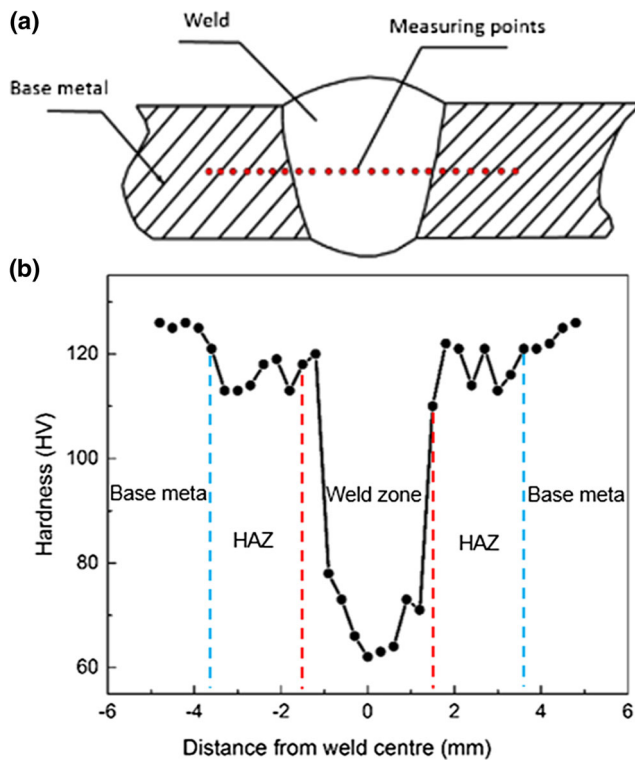 (a)
Weld
Measuring points
Base metal
(b)
Hardness (HV)
120
100
80
60
Base meta
HAZ
Weld zone
HAZ
Base meta
-6
-4
-2
0
2
4
6
Distance from weld centre (mm)